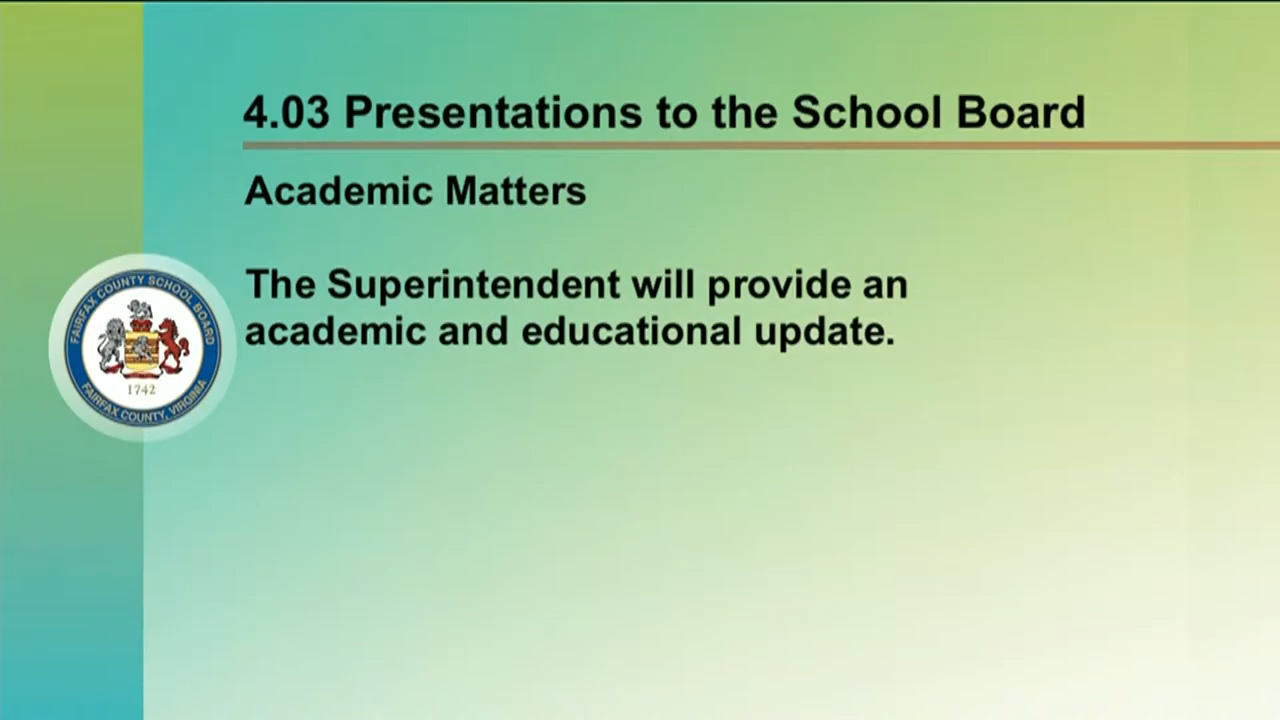 4.03 Presentations to the School Board
Academic Matters
The Superintendent will provide an
academic and educational update.
FAIRFAX COUNTY SCHOOL BOARD
1742
FAIRFAX COUNTY, VIRGINIA